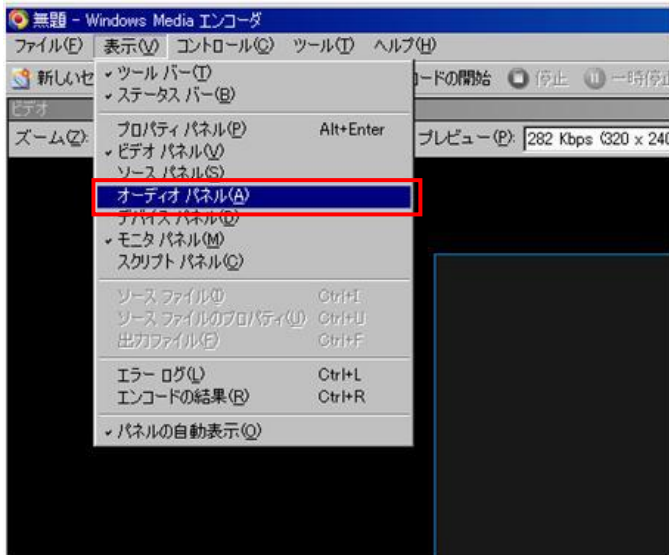 無題 - Windows Media エンコーダ
ファイル(F) 表示(V) コントロール(C) ツール(T) ヘルプ(H)
新しいセ コードの開始 停止 一時停止
ビデオ
ズーム(Z): プレビュー(P): 282 Kbps (320 x 240
ツール バー(T)
ステータス バー(B)
プロパティ パネル(P) Alt+Enter
ビデオ パネル(V)
ソース パネル(S)
オーディオ パネル(A)
デバイス パネル(D)
モニタ パネル(M)
スクリプト パネル(C)
ソース ファイル(I) Ctrl+I
ソース ファイルのプロパティ(U) Ctrl+U
出力ファイル(F) Ctrl+F
エラー ログ(L) Ctrl+L
エンコードの結果(R) Ctrl+R
パネルの自動表示(O)